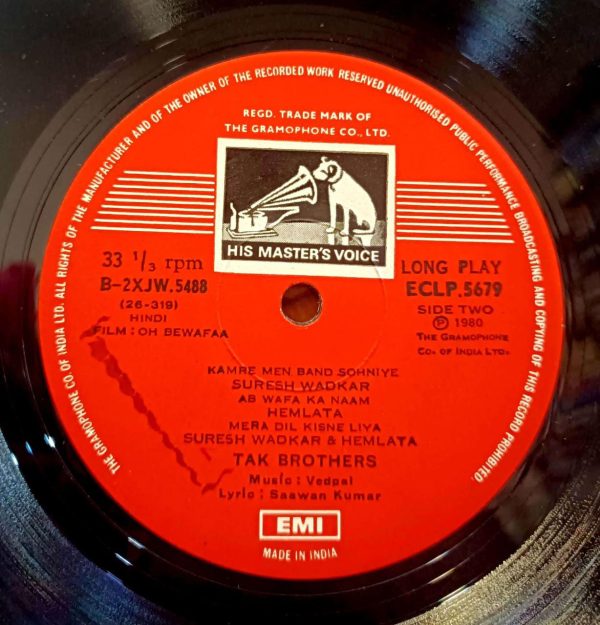 THE GRAMOPHONE CO. OF INDIA LTD. ALL RIGHTS OF THE MANUFACTURER AND OF THE OWNER OF THE RECORDED WORK RESERVED UNAUTHORISED PUBLIC PERFORMANCE BROADCASTING AND COPYING OF THIS RECORD PROHIBITED.
REGD. TRADE MARK OF
THE GRAMOPHONE CO., LTD.
HIS MASTER'S VOICE
33 1/3 rpm
B-2XJW.5488
(26-319)
HINDI
FILM : OH BEWAFAA
LONG PLAY
ECLP.5679
SIDE TWO
℗ 1980
THE GRAMOPHONE
CO. OF INDIA LTD.
KAMRE MEN BAND SOHNIYE
SURESH WADKAR
AB WAFA KA NAAM
HEMLATA
MERA DIL KISNE LIYA
SURESH WADKAR & HEMLATA
TAK BROTHERS
Music : Vedpal
Lyric : Saawan Kumar
EMI
MADE IN INDIA